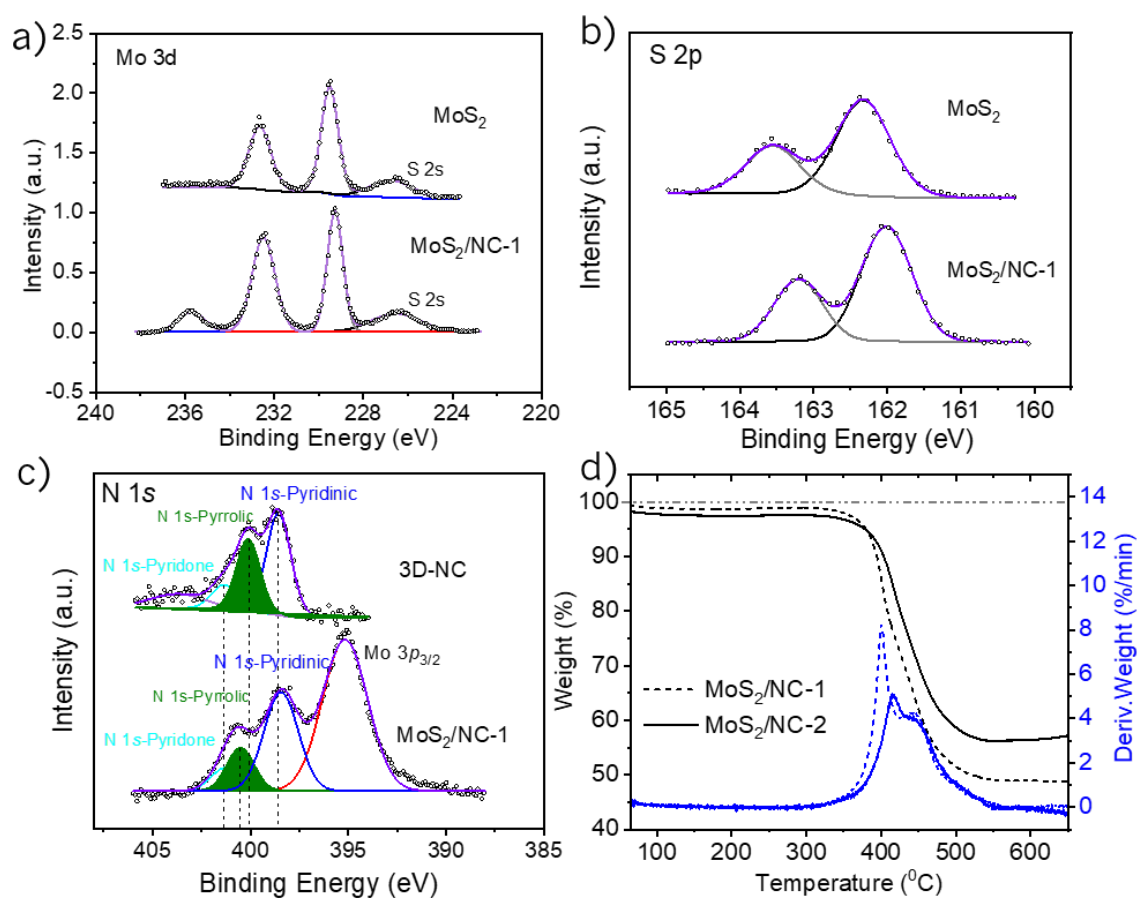 a)
Mo 3d
MoS₂
S 2s
MoS₂/NC-1
S 2s
2.5
2.0
1.5
1.0
0.5
0.0
-0.5
240 236 232 228 224 220
Intensity (a.u.)
Binding Energy (eV)
b)
S 2p
MoS₂
MoS₂/NC-1
165 164 163 162 161 160
Intensity (a.u.)
Binding Energy (eV)
c)
N 1s
N 1s-Pyridinic
N 1s-Pyrrolic
N 1s-Pyridone
3D-NC
N 1s-Pyridinic
Mo 3p₃/₂
N 1s-Pyrrolic
N 1s-Pyridone
MoS₂/NC-1
405 400 395 390 385
Intensity (a.u.)
Binding Energy (eV)
d)
100
90
80
70
60
50
40
14
12
10
8
6
4
2
0
MoS₂/NC-1
MoS₂/NC-2
100 200 300 400 500 600
Weight (%)
Deriv.Weight (%/min)
Temperature (⁰C)